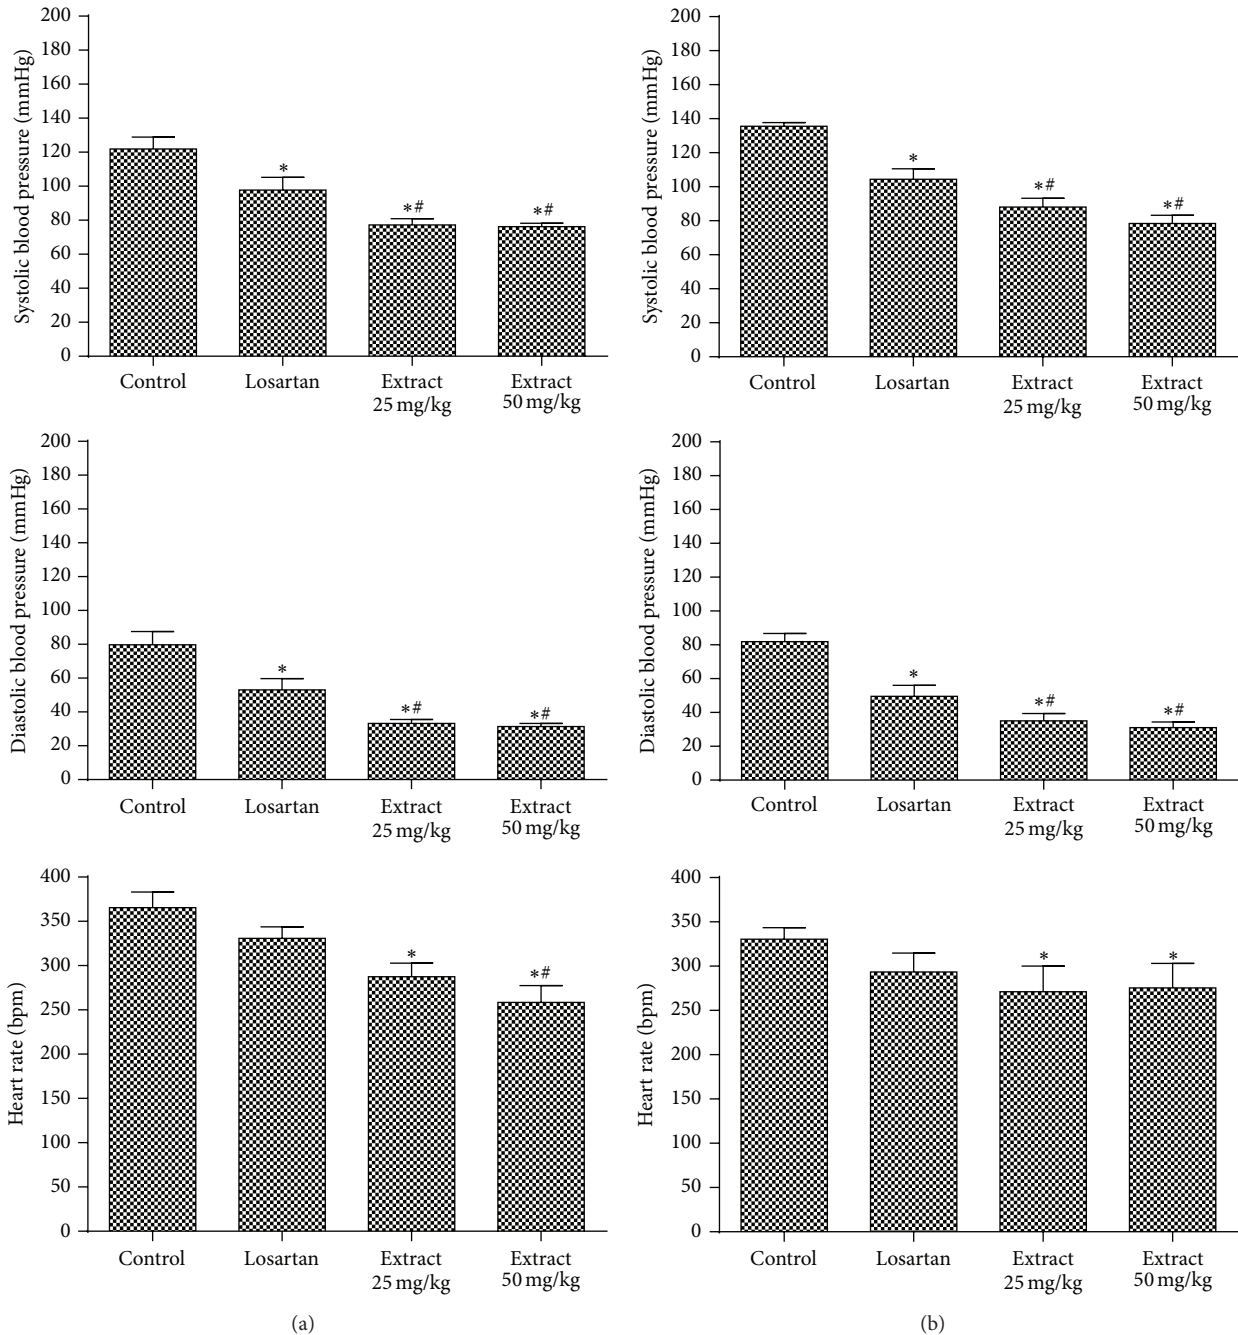 Systolic blood pressure (mmHg)
200
180
160
140
120
100
80
60
40
20
0
*
*#
*#
Control
Losartan
Extract
25 mg/kg
Extract
50 mg/kg
Systolic blood pressure (mmHg)
200
180
160
140
120
100
80
60
40
20
0
*
*#
*#
Control
Losartan
Extract
25 mg/kg
Extract
50 mg/kg
Diastolic blood pressure (mmHg)
200
180
160
140
120
100
80
60
40
20
0
*
*#
*#
Control
Losartan
Extract
25 mg/kg
Extract
50 mg/kg
Diastolic blood pressure (mmHg)
200
180
160
140
120
100
80
60
40
20
0
*
*#
*#
Control
Losartan
Extract
25 mg/kg
Extract
50 mg/kg
Heart rate (bpm)
400
350
300
250
200
150
100
50
0
*
*#
Control
Losartan
Extract
25 mg/kg
Extract
50 mg/kg
(a)
Heart rate (bpm)
400
350
300
250
200
150
100
50
0
*
*
Control
Losartan
Extract
25 mg/kg
Extract
50 mg/kg
(b)